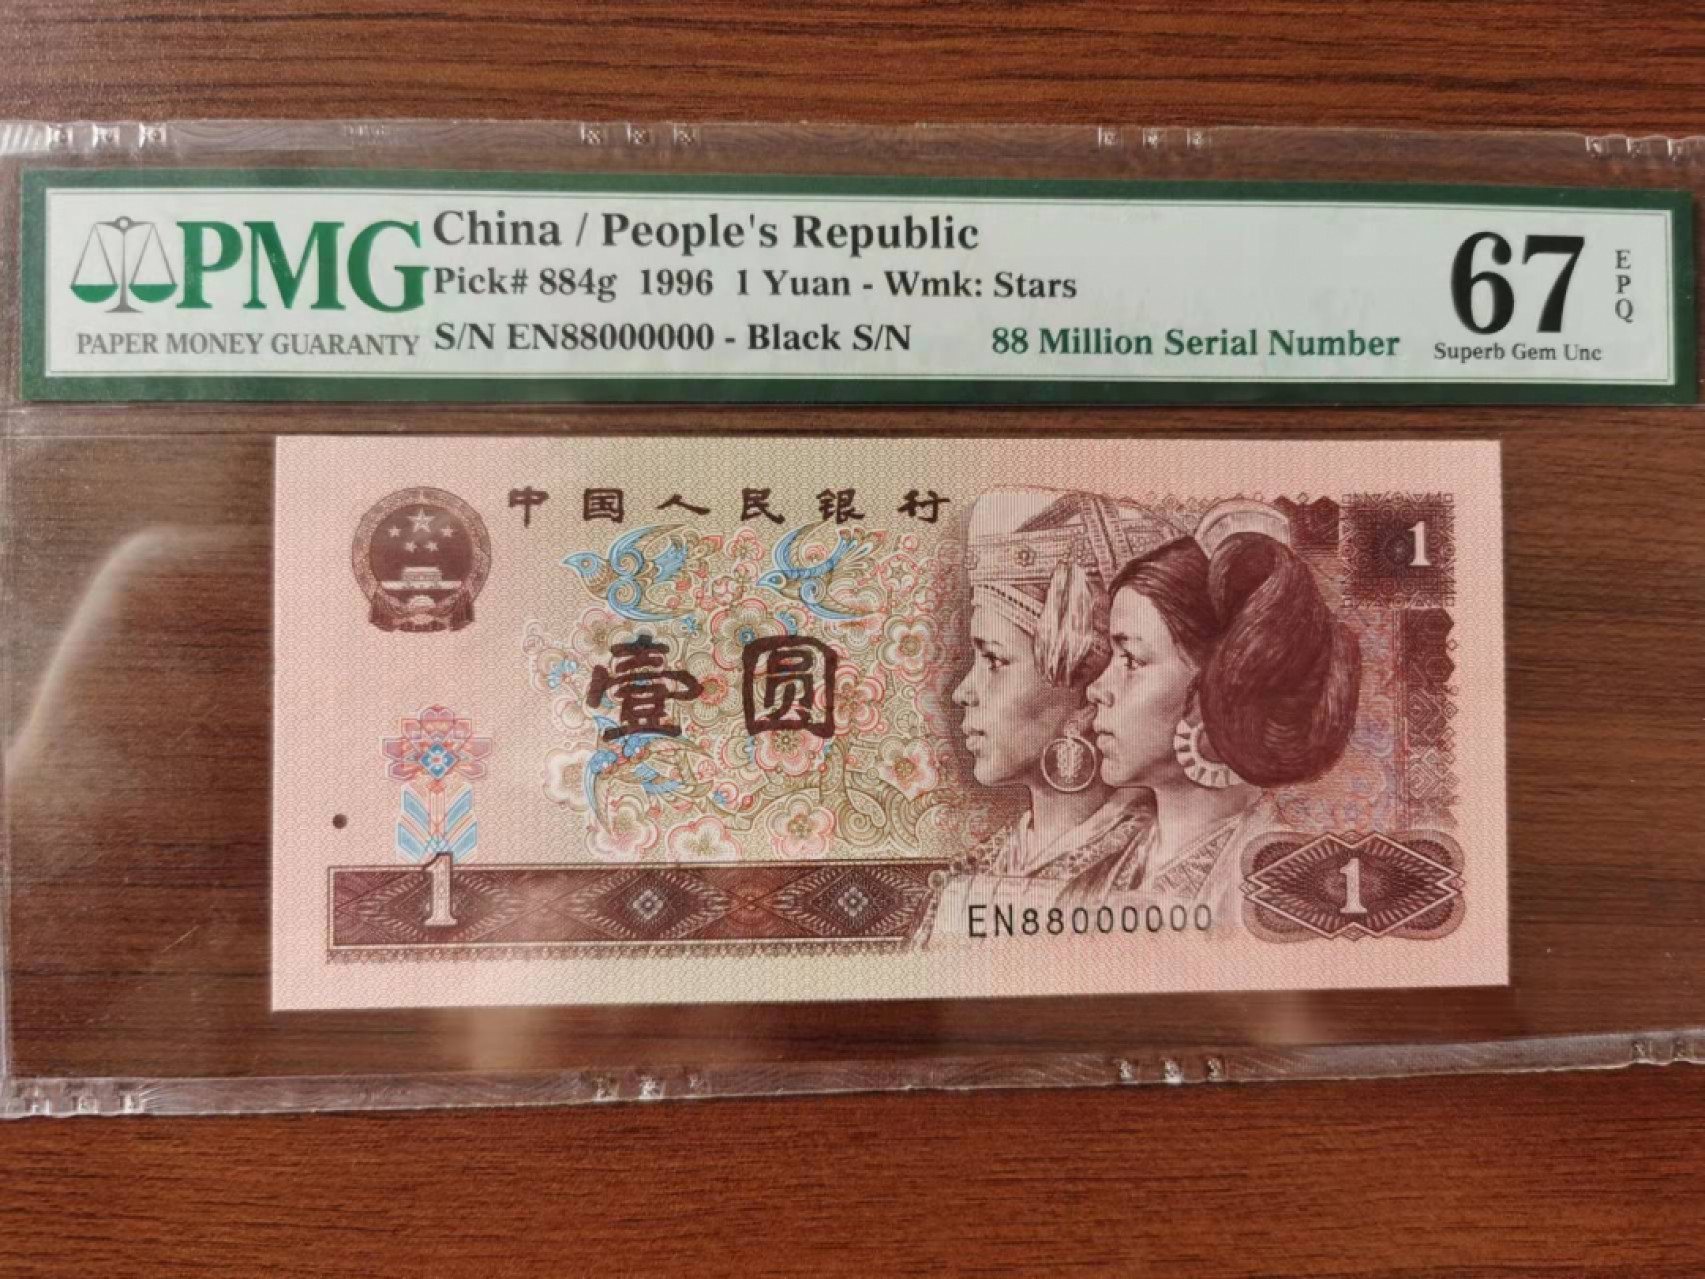 PMG
PAPER MONEY GUARANTY
China / People's Republic
Pick# 884g 1996 1 Yuan - Wmk: Stars
S/N EN88000000 - Black S/N 88 Million Serial Number
67
EPQ
Superb Gem Unc
中国人民银行
1
壹圆
1
1
EN88000000